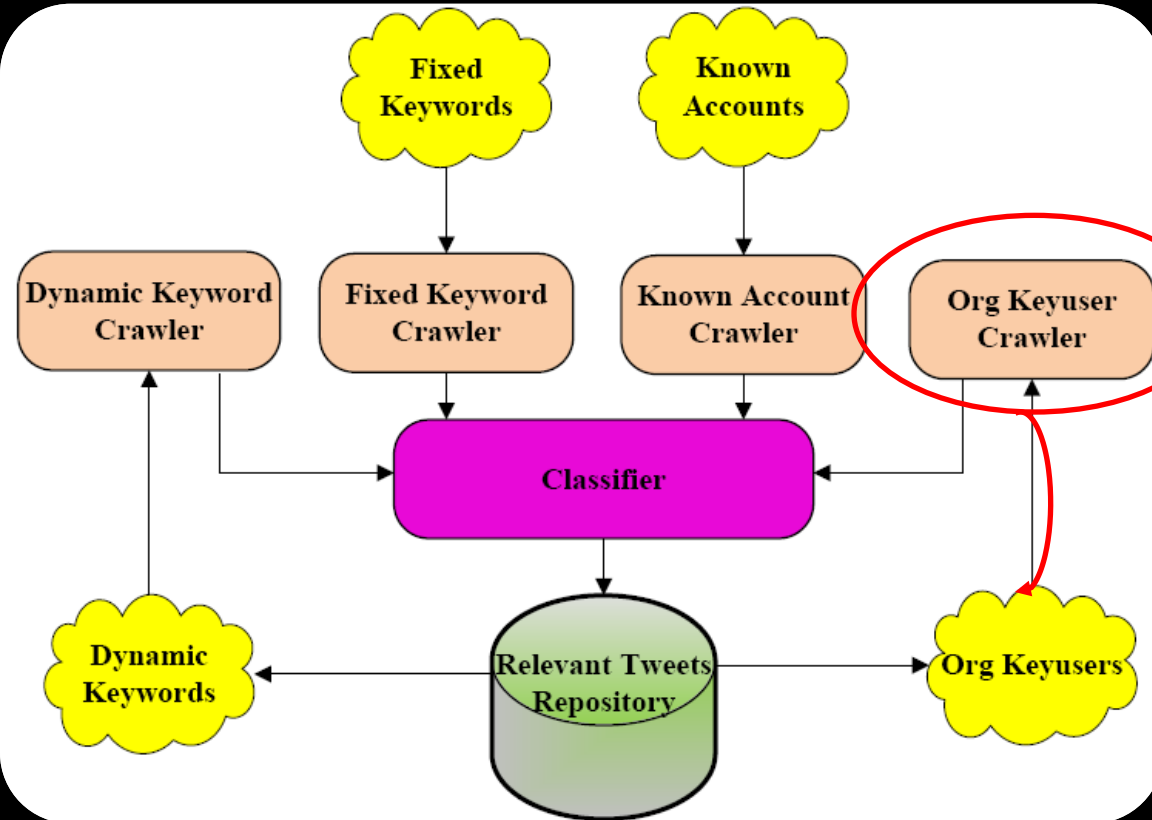 Fixed
Keywords
Known
Accounts
Dynamic Keyword
Crawler
Fixed Keyword
Crawler
Known Account
Crawler
Org Keyuser
Crawler
Classifier
Dynamic
Keywords
Relevant Tweets
Repository
Org Keyusers